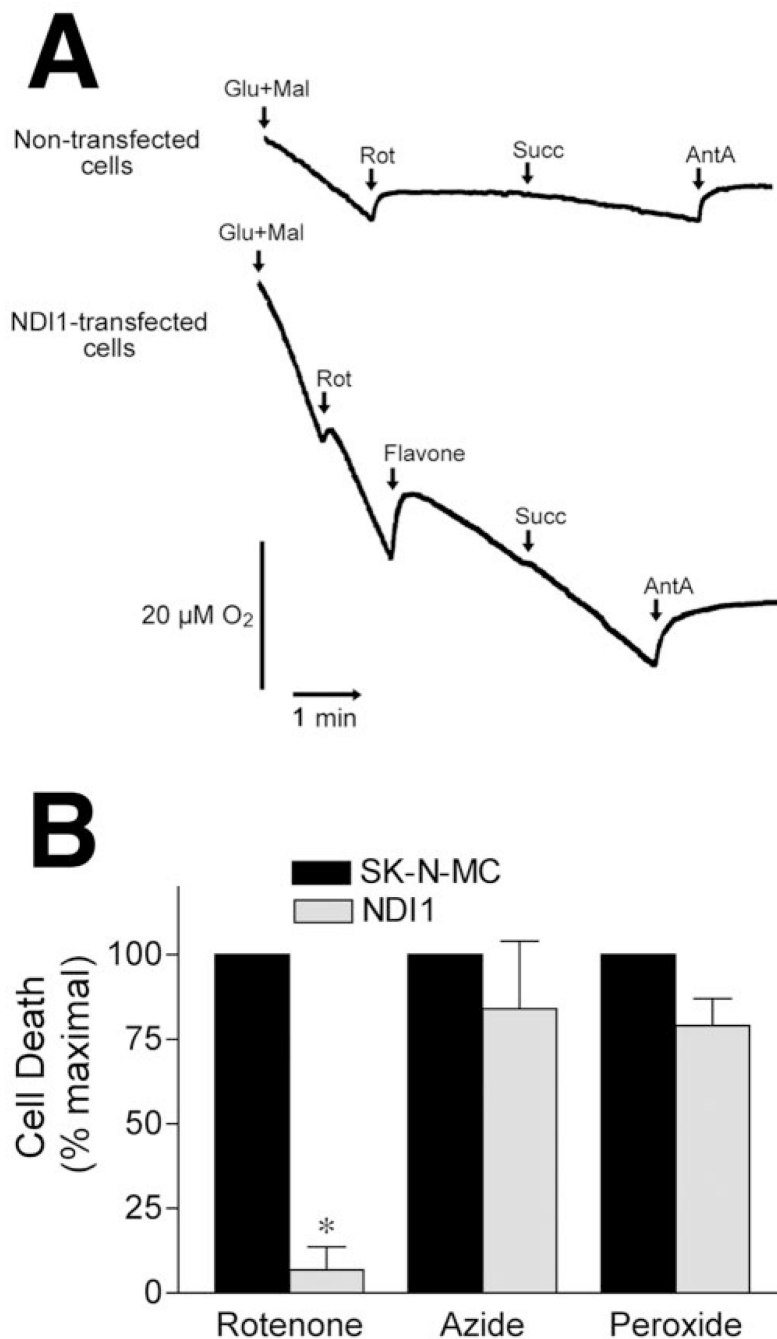 A
Glu+Mal
Non-transfected
cells
Rot
Succ
AntA
Glu+Mal
NDI1-transfected
cells
Rot
Flavone
Succ
AntA
20 µM O₂
1 min
B
SK-N-MC
NDI1
Cell Death
(% maximal)
100
75
50
25
0
*
Rotenone
Azide
Peroxide